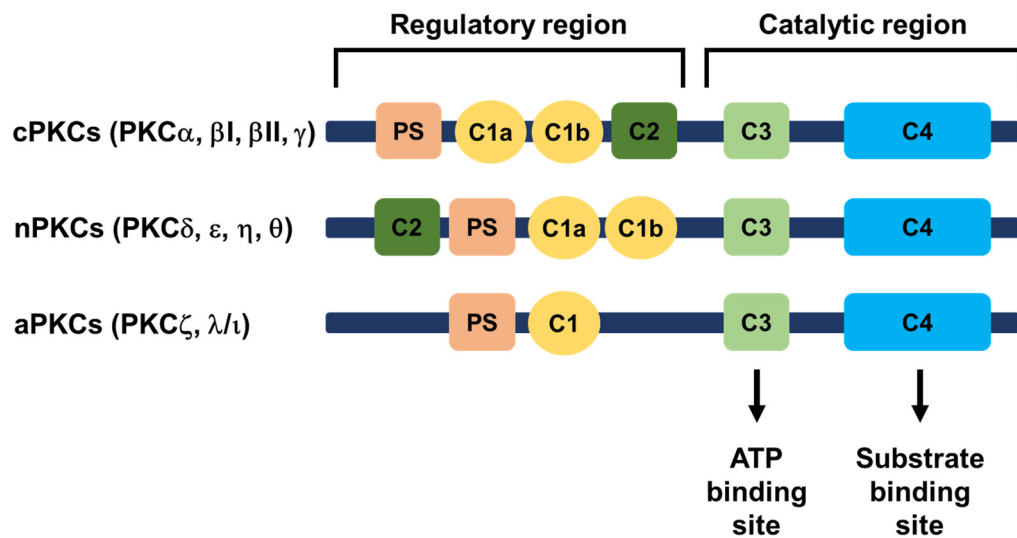 Regulatory region Catalytic region
cPKCs (PKCα, βI, βII, γ) PS C1a C1b C2 C3 C4
nPKCs (PKCδ, ε, η, θ) C2 PS C1a C1b C3 C4
aPKCs (PKCζ, λ/ι) PS C1 C3 C4
ATP
binding
site
Substrate
binding
site